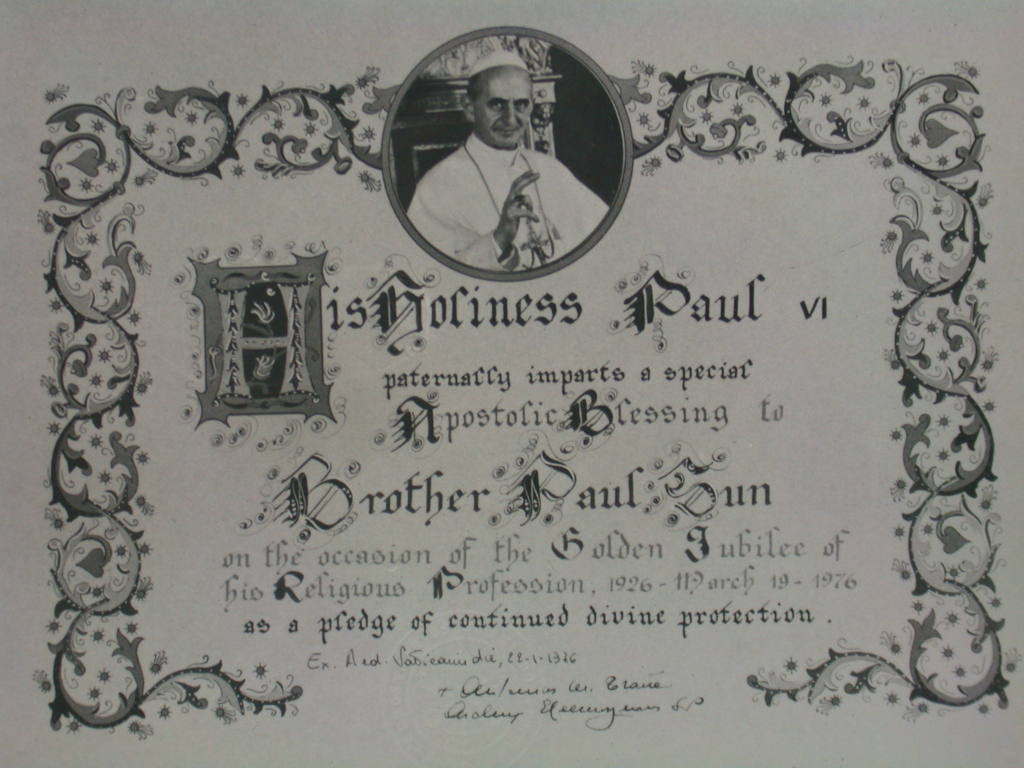 His Holiness Paul VI
paternally imparts a special
Apostolic Blessing to
Brother Paul Sun
on the occasion of the Golden Jubilee of
his Religious Profession, 1926 - March 19 - 1976
as a pledge of continued divine protection.
Ex. Aed. Vaticanis die, 22-1-1976